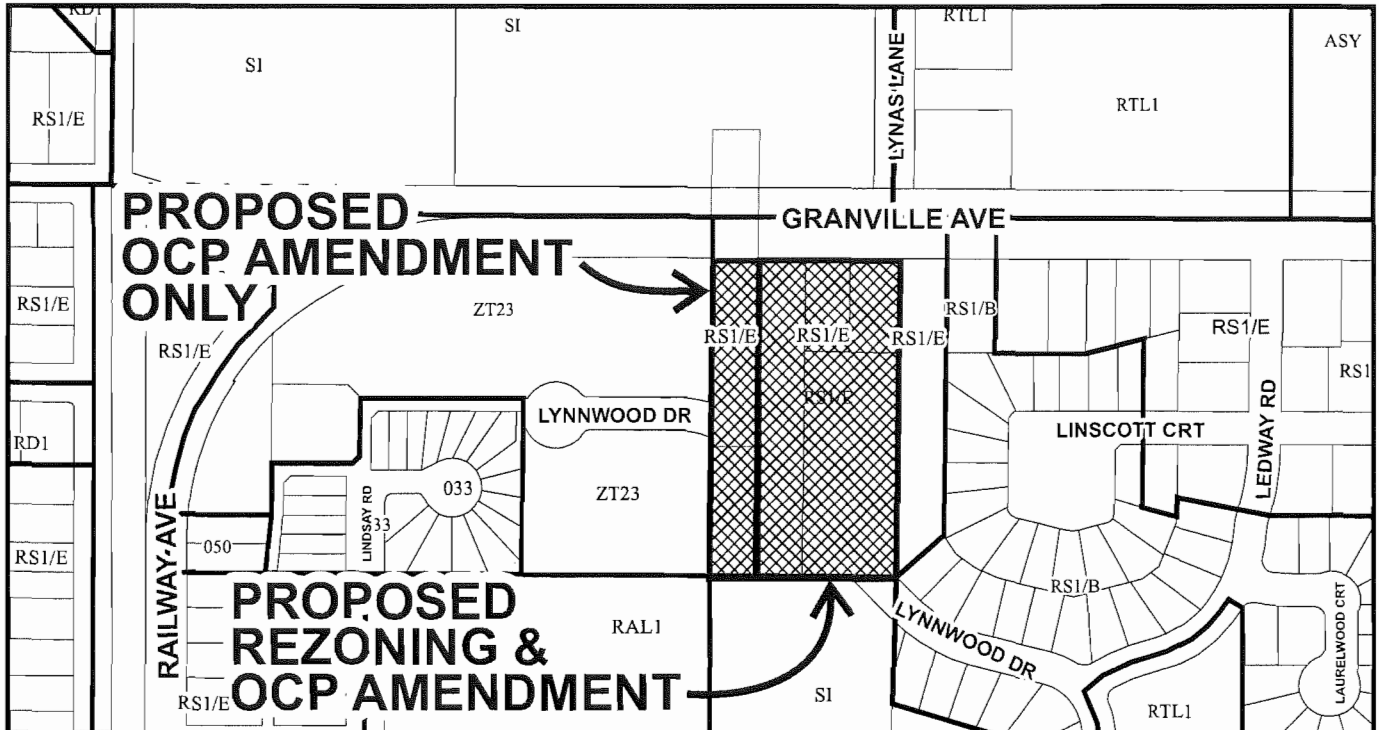 RD1
SI
SI
RTL1
ASY
RS1/E
LYNAS LANE
RTL1
PROPOSED
OCP AMENDMENT
ONLY
GRANVILLE AVE
RS1/E
RS1/E
ZT23
RS1/E
RS1/E
RS1/E
RS1/B
RS1/E
RS1
RS1/E
LYNNWOOD DR
LINSCOTT CRT
RD1
LEDWAY RD
RAILWAY AVE
LINDSAY RD
033
033
ZT23
050
RS1/E
RS1/B
PROPOSED
REZONING &
OCP AMENDMENT
RAL1
LYNNWOOD DR
LAURELWOOD CRT
RS1/E
SI
RTL1